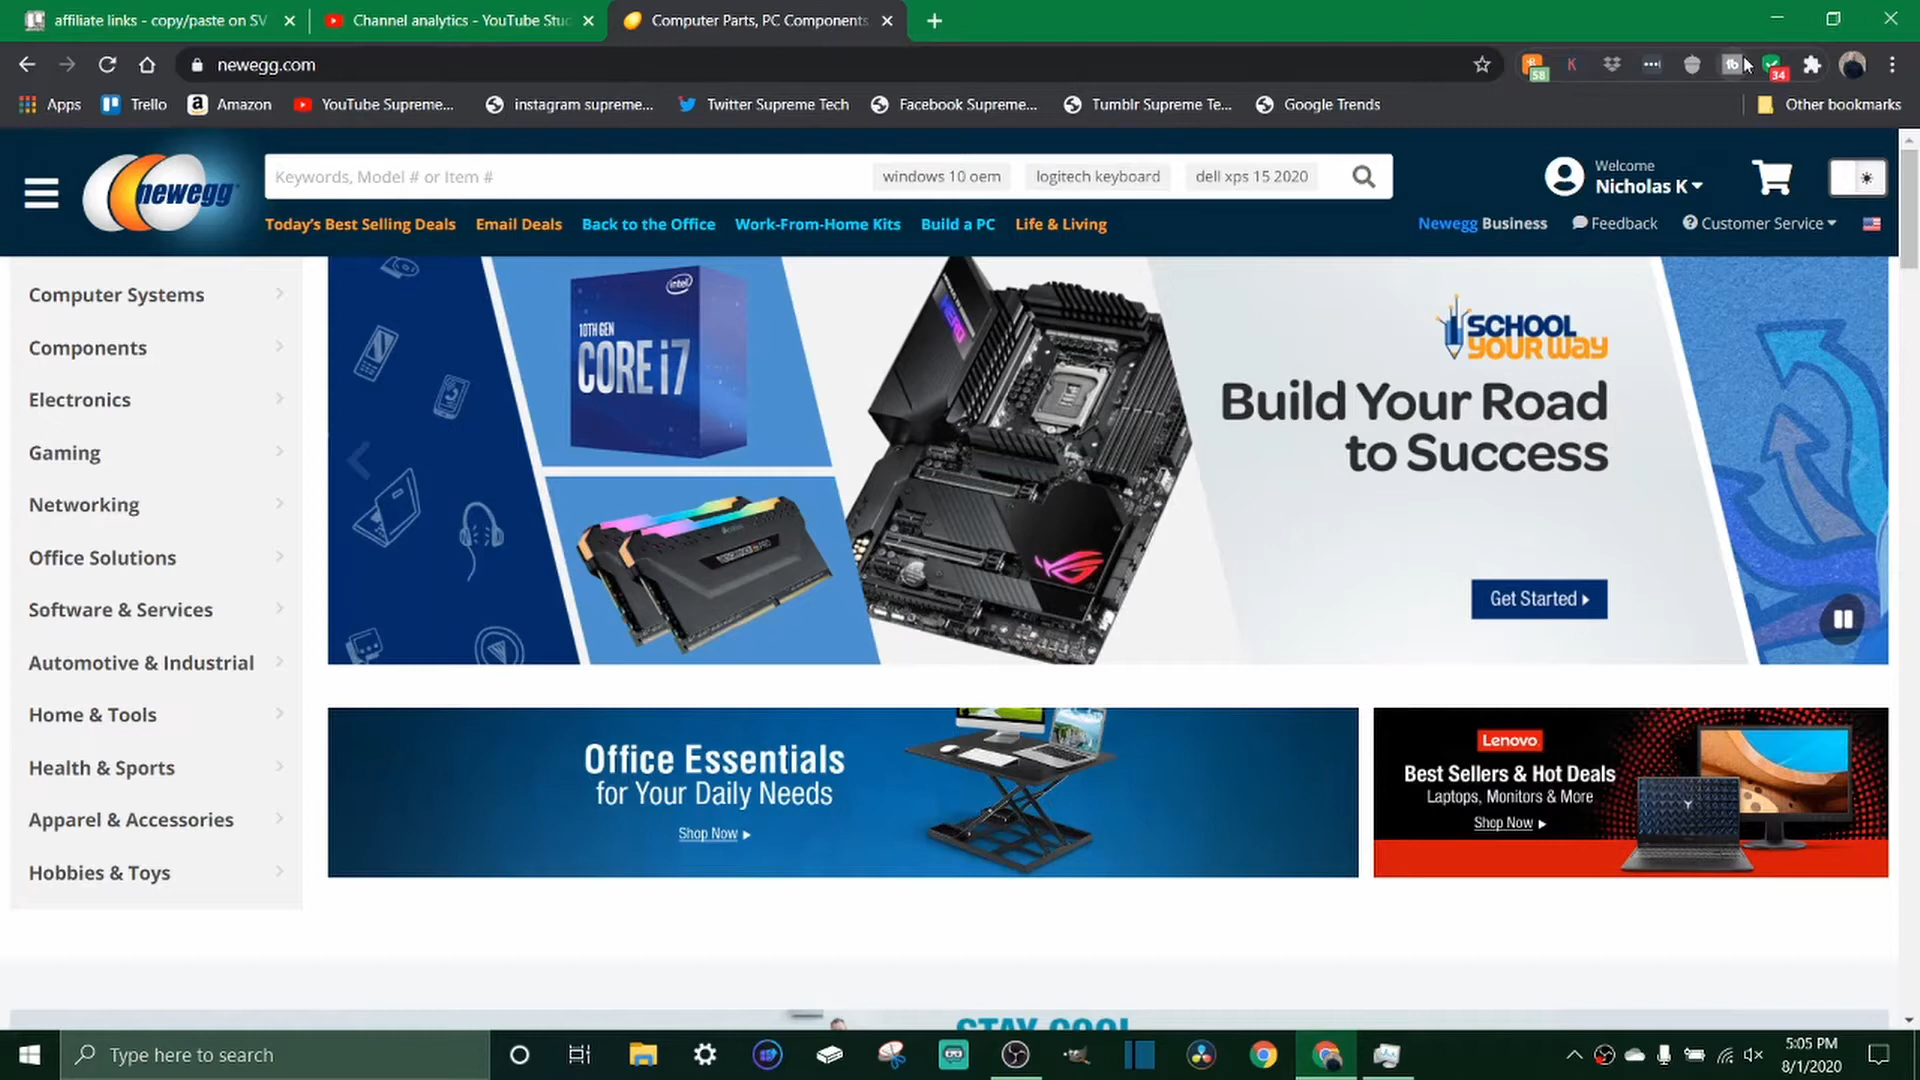 affiliate links - copy/paste on SV
Channel analytics - YouTube Stu
Computer Parts, PC Components
newegg.com
58
K
tb
34
Apps
Trello
Amazon
YouTube Supreme...
instagram supreme...
Twitter Supreme Tech
Facebook Supreme...
Tumblr Supreme Te...
Google Trends
Other bookmarks
newegg
Keywords, Model # or Item #
windows 10 oem
logitech keyboard
dell xps 15 2020
Welcome
Nicholas K
Today's Best Selling Deals
Email Deals
Back to the Office
Work-From-Home Kits
Build a PC
Life & Living
Newegg Business
Feedback
Customer Service
Computer Systems
Components
Electronics
Gaming
Networking
Office Solutions
Software & Services
Automotive & Industrial
Home & Tools
Health & Sports
Apparel & Accessories
Hobbies & Toys
intel
10TH GEN
CORE i7
HERO
SCHOOL
YOUR WAY
Build Your Road
to Success
Get Started
Office Essentials
for Your Daily Needs
Shop Now
Lenovo
Best Sellers & Hot Deals
Laptops, Monitors & More
Shop Now
STAY COOL
Type here to search
5:05 PM
8/1/2020